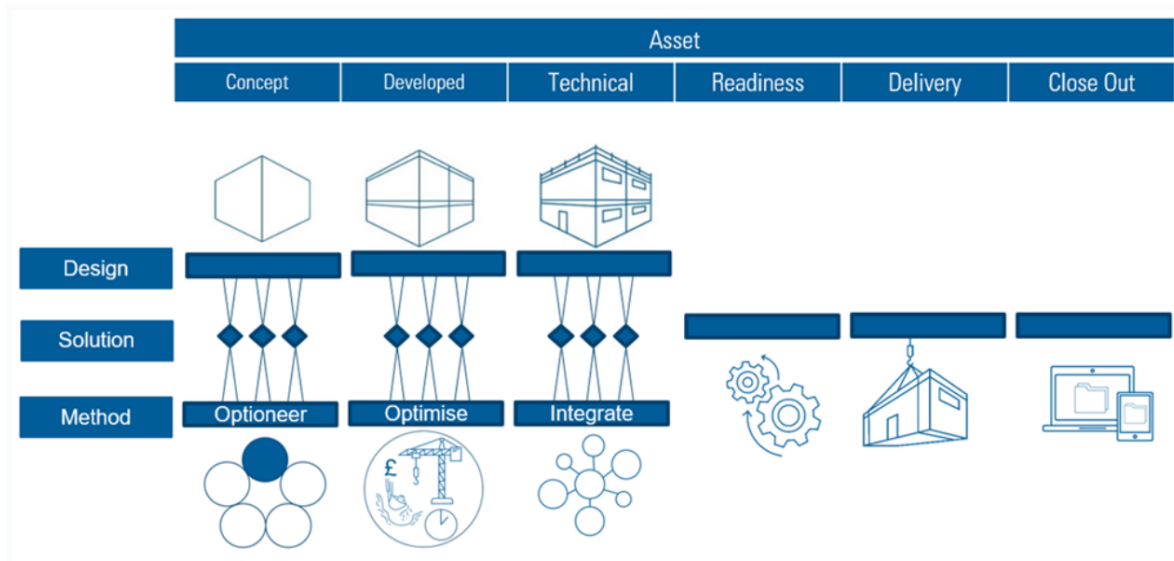 Asset
Concept Developed Technical Readiness Delivery Close Out
Design
Solution
Method Optioneer Optimise Integrate
£